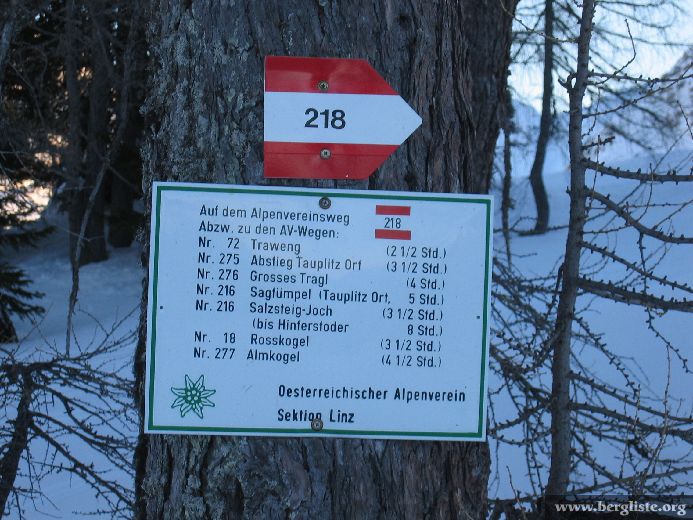 218
Auf dem Alpenvereinsweg 218
Abzw. zu den AV-Wegen:
Nr. 72 Traweng (2 1/2 Std.)
Nr. 275 Abstieg Tauplitz Ort (3 1/2 Std.)
Nr. 276 Grosses Tragl (4 Std.)
Nr. 216 Sagtümpel (Tauplitz Ort, 5 Std.)
Nr. 216 Salzsteig-Joch (3 1/2 Std.)
(bis Hinterstoder 8 Std.)
Nr. 18 Rosskogel (3 1/2 Std.)
Nr. 277 Almkogel (4 1/2 Std.)
Oesterreichischer Alpenverein
Sektion Linz
www.bergliste.org